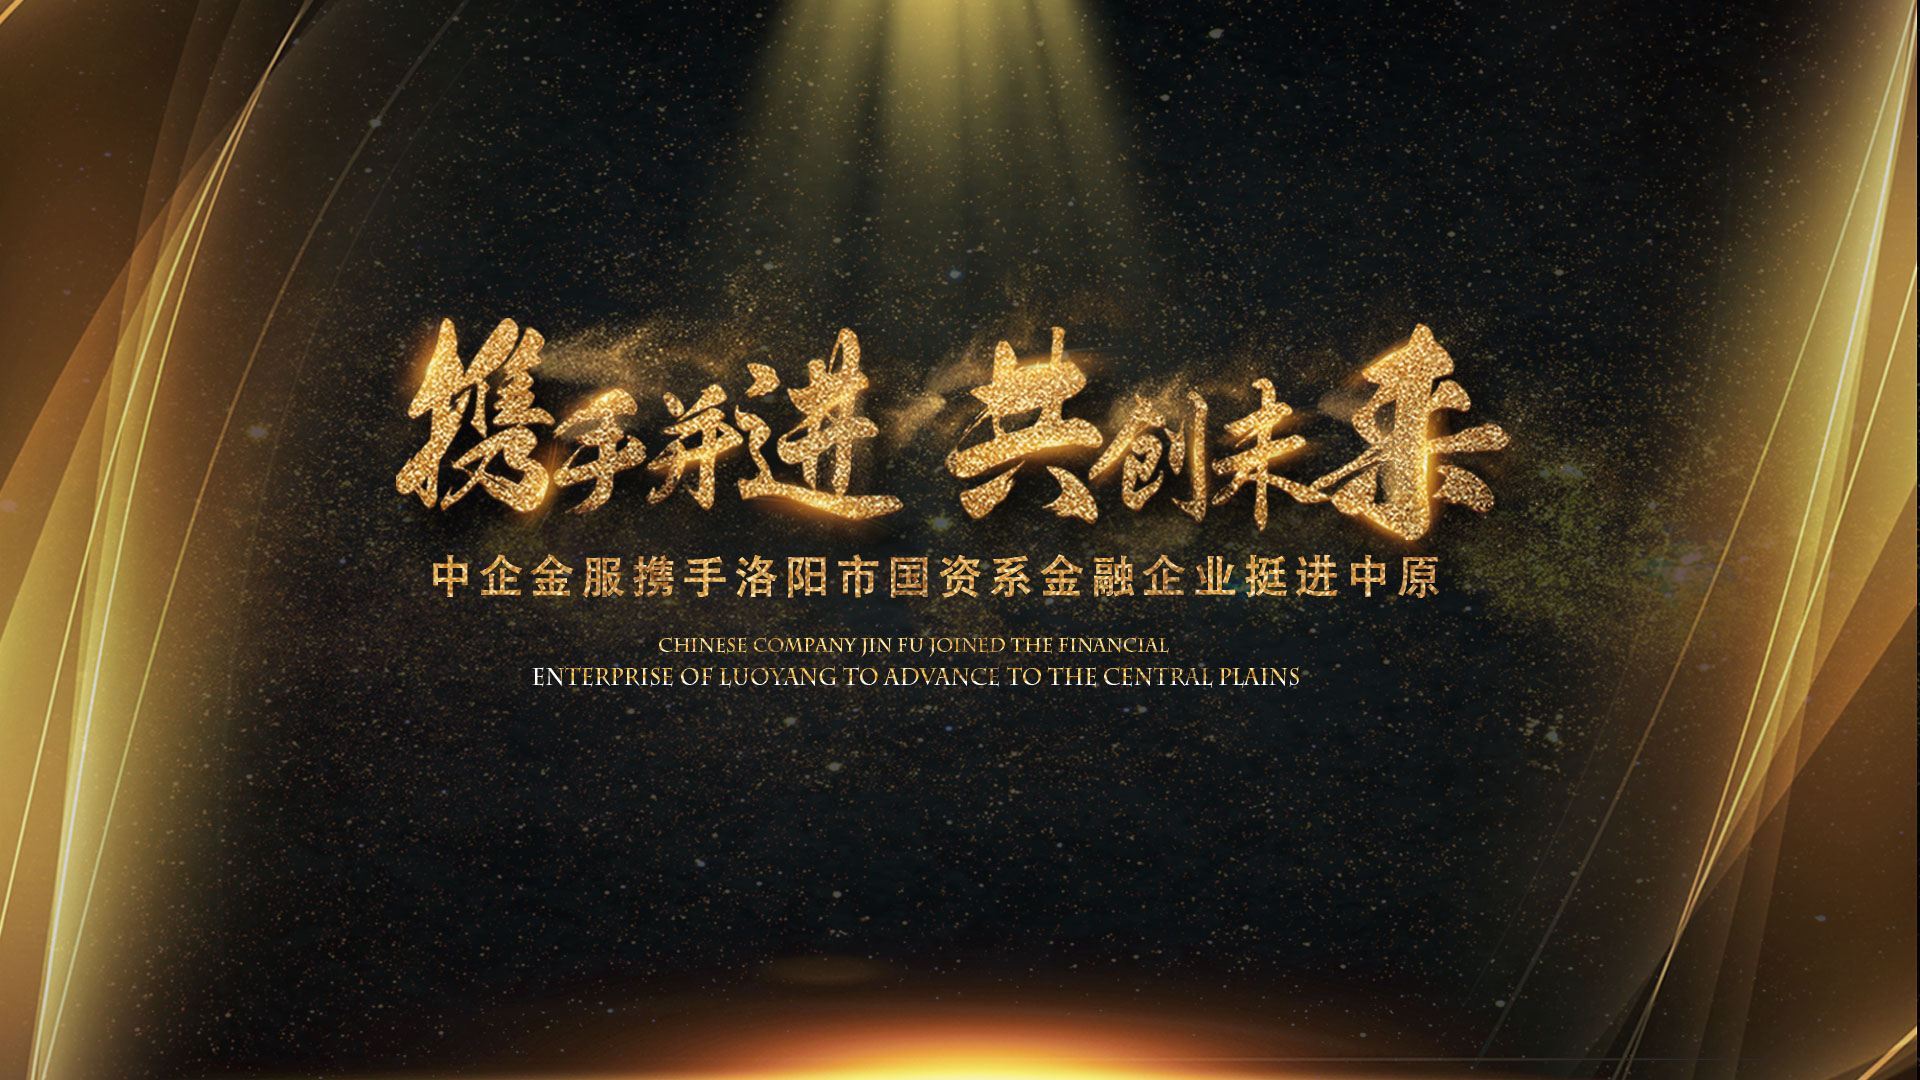 携手并进 共创未来
中企金服携手洛阳市国资系金融企业挺进中原
CHINESE COMPANY JIN FU JOINED THE FINANCIAL
ENTERPRISE OF LUOYANG TO ADVANCE TO THE CENTRAL PLAINS